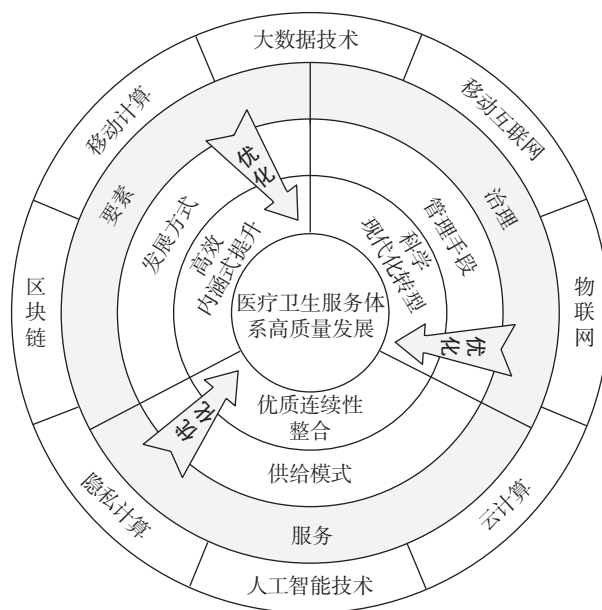 大数据技术
移动计算
移动互联网
优化
要素
治理
发展方式
管理手段
高效
内涵式提升
科学
现代化转型
区块链
医疗卫生服务体
系高质量发展
物联网
优化
优化
优质连续性
整合
供给模式
隐私计算
云计算
服务
人工智能技术